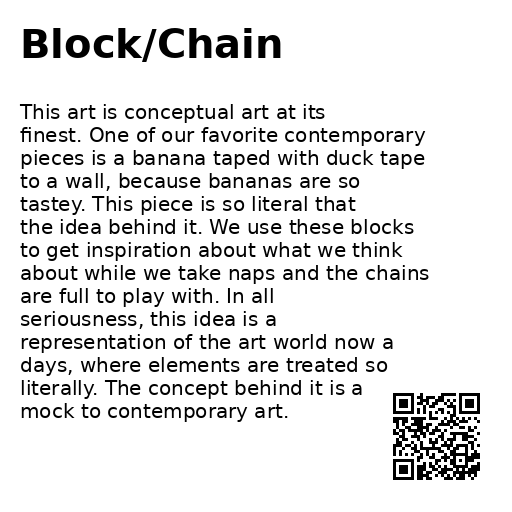 Block/Chain
This art is conceptual art at its
finest. One of our favorite contemporary
pieces is a banana taped with duck tape
to a wall, because bananas are so
tastey. This piece is so literal that
the idea behind it. We use these blocks
to get inspiration about what we think
about while we take naps and the chains
are full to play with. In all
seriousness, this idea is a
representation of the art world now a
days, where elements are treated so
literally. The concept behind it is a
mock to contemporary art.